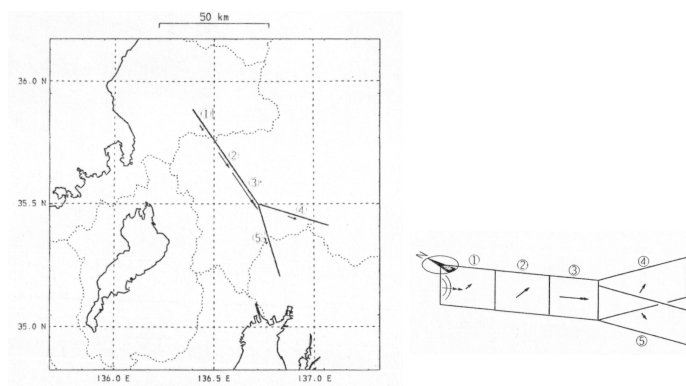 50 km
36.0 N
35.5 N
35.0 N
(1)
(2)
(3)
(4)
(5)
136.0 E 136.5 E 137.0 E
N
① ② ③ ④
⑤